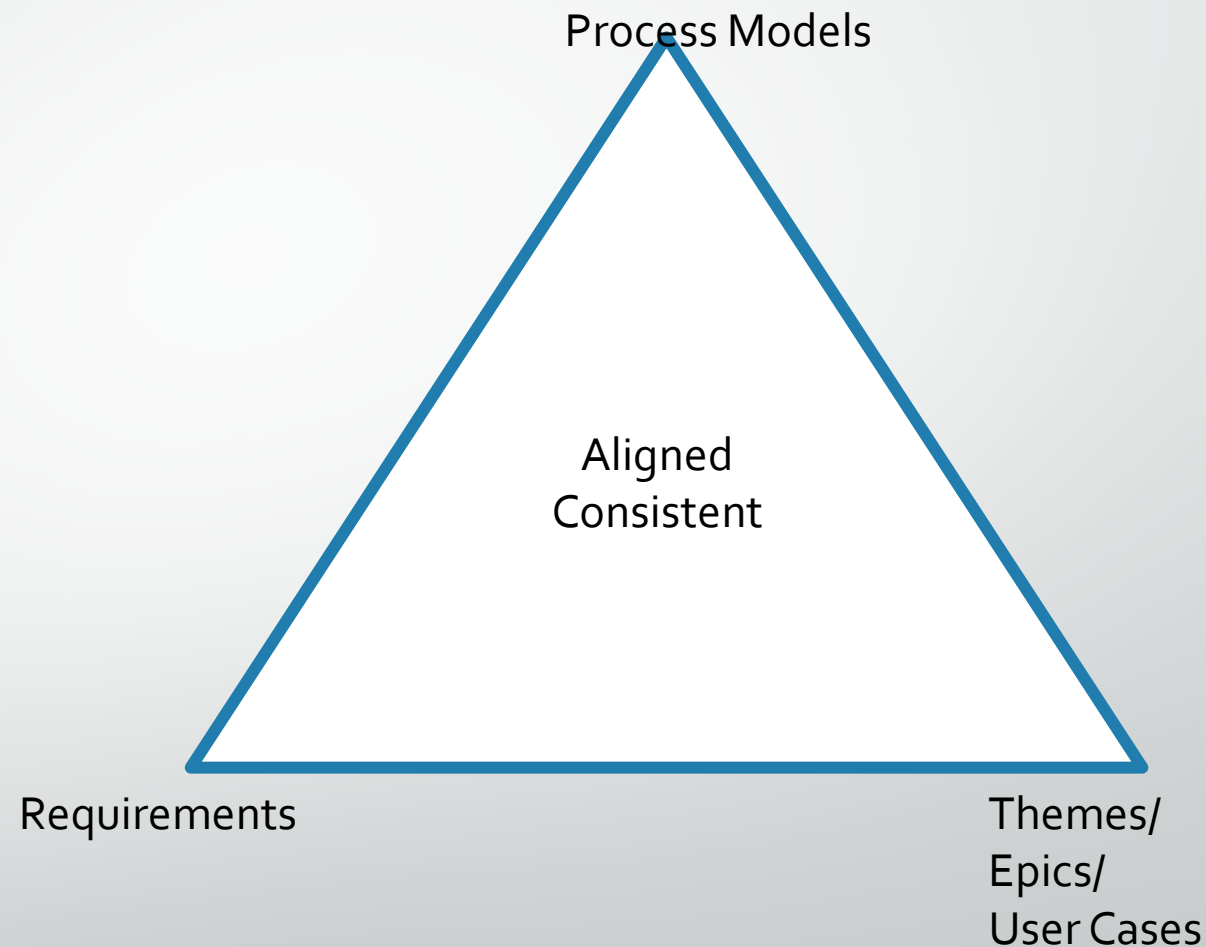 Process Models
Aligned
Consistent
Requirements
Themes/
Epics/
User Cases